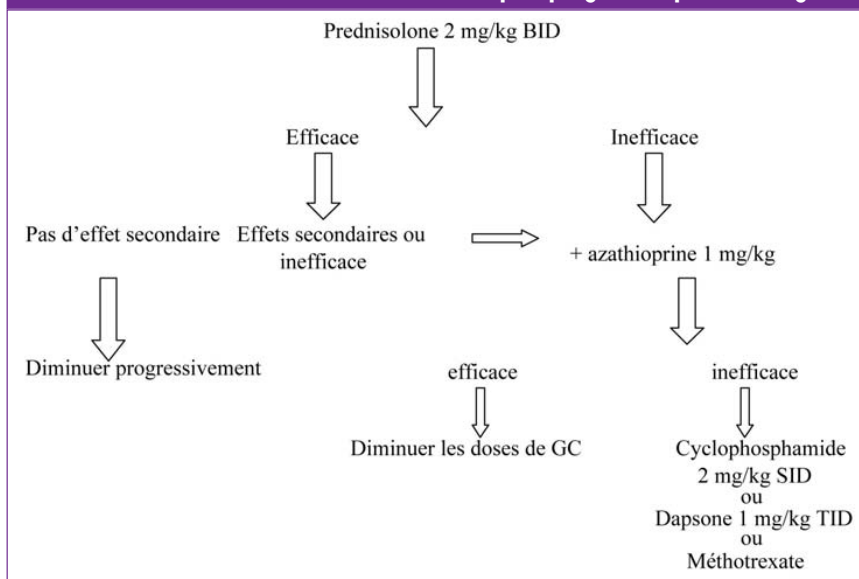 Prednisolone 2 mg/kg BID
Efficace
Inefficace
Pas d'effet secondaire
Effets secondaires ou
inefficace
+ azathioprine 1 mg/kg
Diminuer progressivement
efficace
inefficace
Diminuer les doses de GC
Cyclophosphamide
2 mg/kg SID
ou
Dapsone 1 mg/kg TID
ou
Méthotrexate